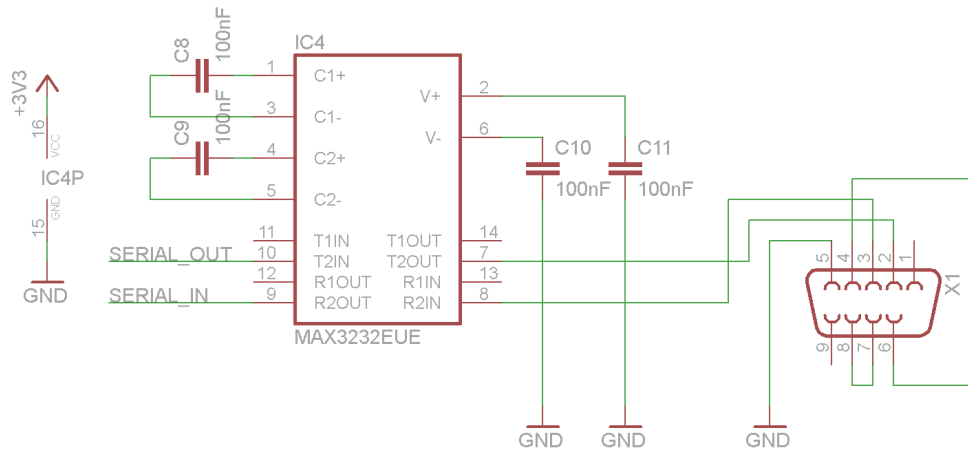 +3V3
16
VCC
IC4P
GND
15
GND
C8
100nF
C9
100nF
IC4
1
C1+
3
C1-
4
C2+
5
C2-
11
T1IN
SERIAL_OUT
10
T2IN
12
R1OUT
SERIAL_IN
9
R2OUT
V+
2
V-
6
T1OUT
14
T2OUT
7
R1IN
13
R2IN
8
MAX3232EUE
C10
100nF
C11
100nF
GND
GND
GND
5
4
3
2
1
9
8
7
6
X1